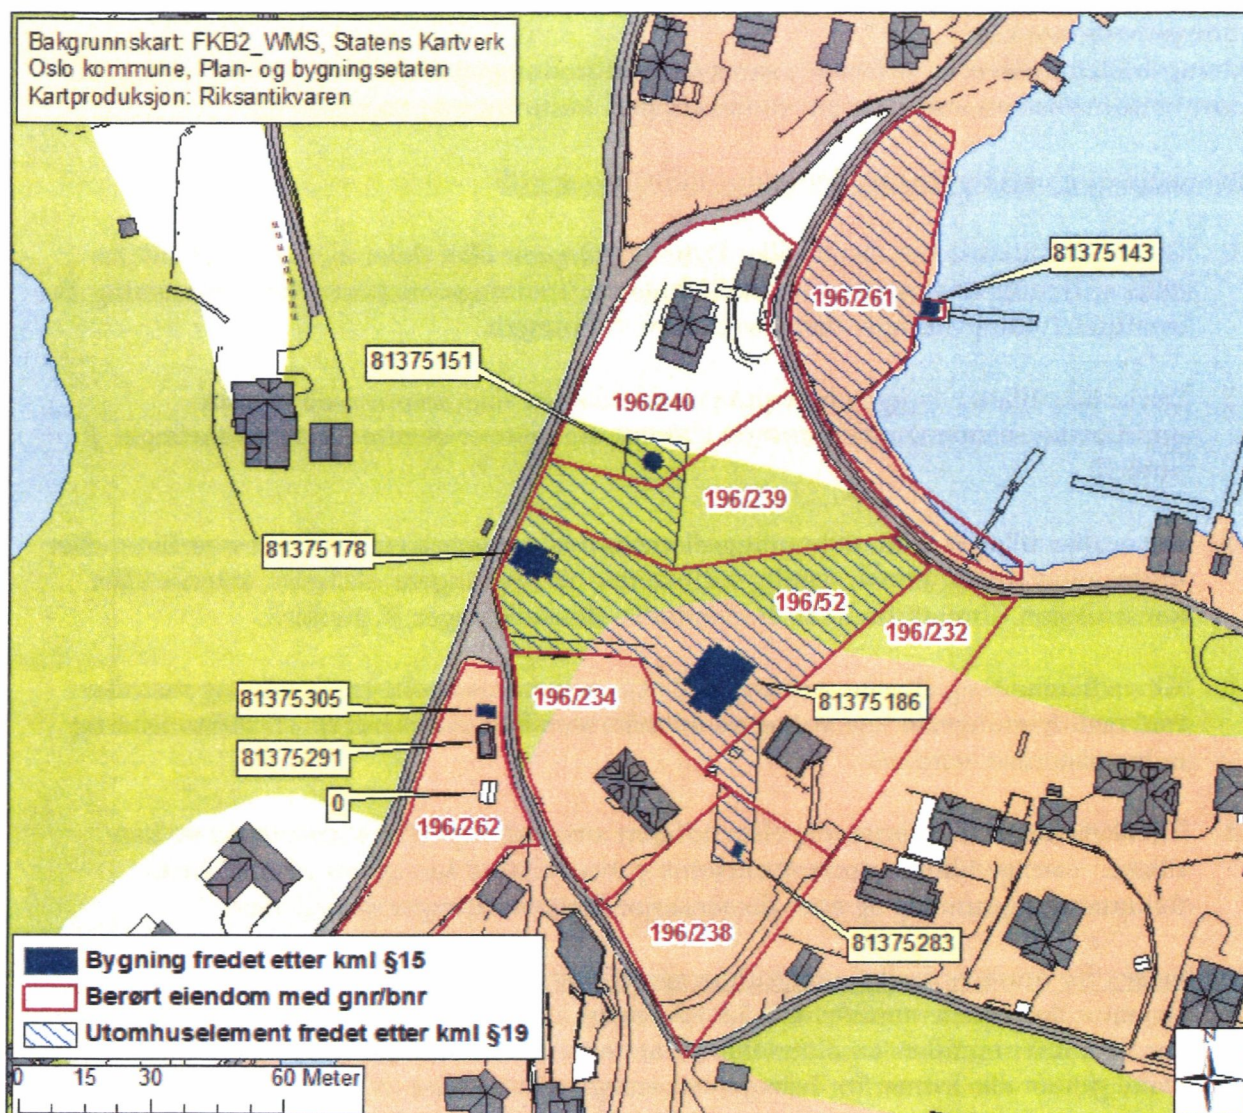 Bakgrunnskart: FKB2_WMS, Statens Kartverk
Oslo kommune, Plan- og bygningsetaten
Kartproduksjon: Riksantikvaren
81375143
196/261
81375151
196/240
196/239
81375178
196/52
196/232
81375305
196/234
81375186
81375291
0
196/262
196/238
81375283
Bygning fredet etter kml §15
Berørt eiendom med gnr/bnr
Utomhuselement fredet etter kml §19
0 15 30 60 Meter
N